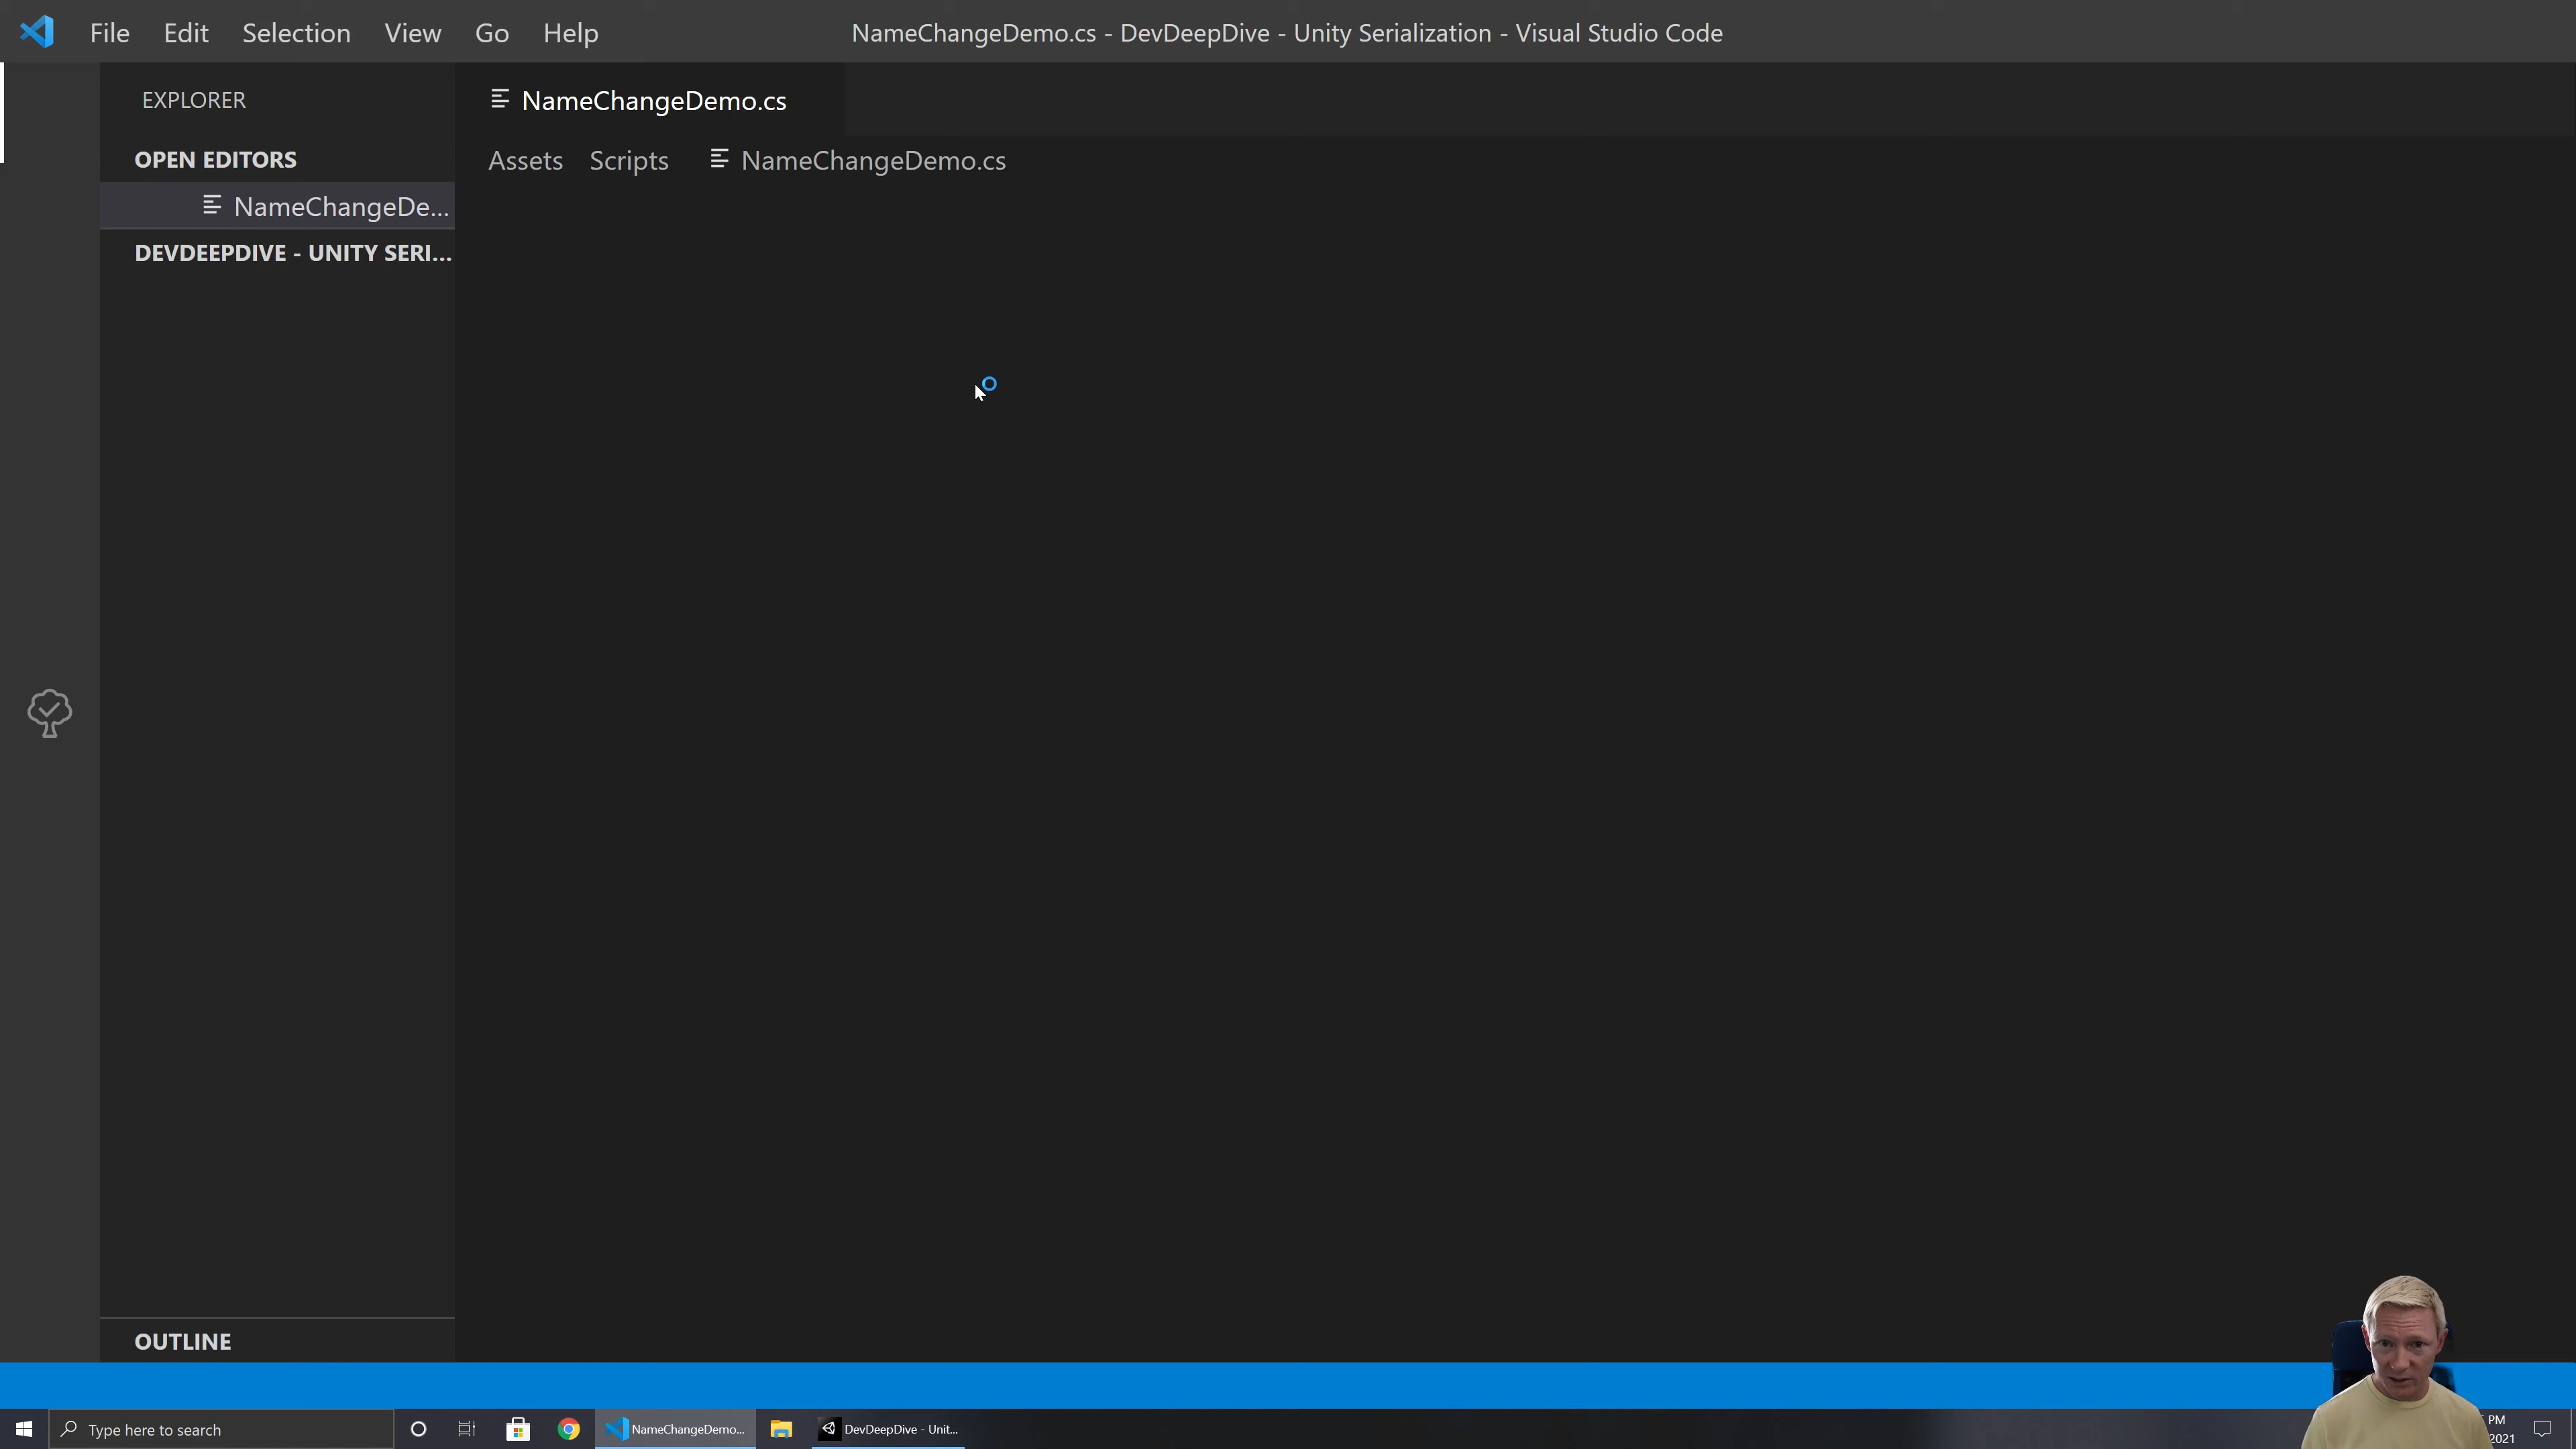 File Edit Selection View Go Help
NameChangeDemo.cs - DevDeepDive - Unity Serialization - Visual Studio Code
EXPLORER
NameChangeDemo.cs
OPEN EDITORS
Assets Scripts NameChangeDemo.cs
NameChangeDe...
DEVDEEPDIVE - UNITY SERI...
OUTLINE
Type here to search
NameChangeDemo...
DevDeepDive - Unit...
PM
2021